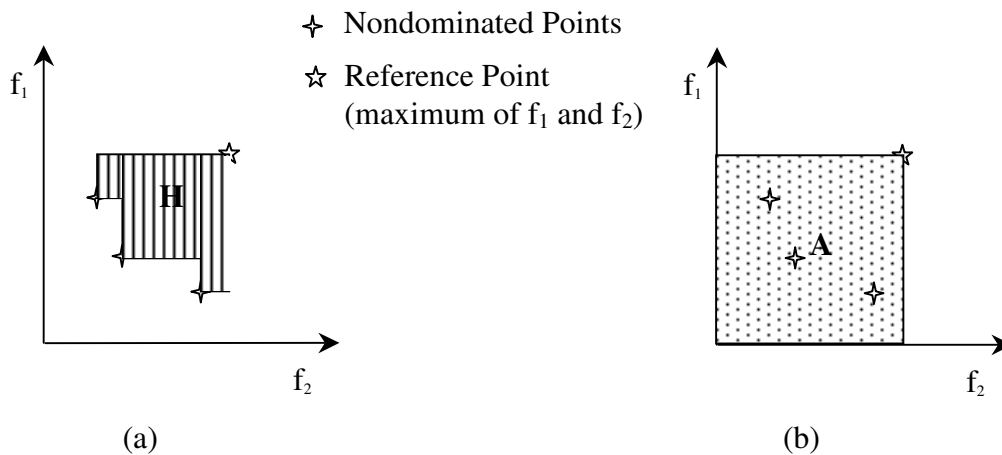 Nondominated Points
Reference Point
(maximum of f₁ and f₂)
f₁
H
f₂
(a)
f₁
A
f₂
(b)